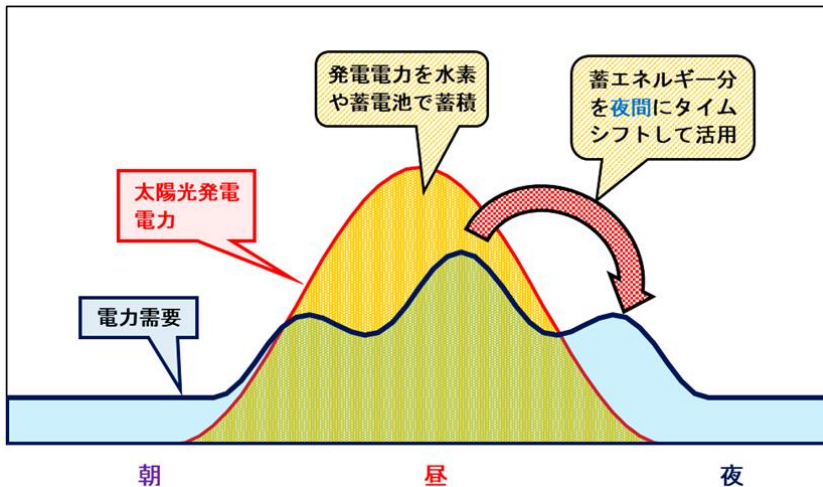 発電電力を水素
や蓄電池で蓄積
蓄エネルギー分
を夜間にタイム
シフトして活用
太陽光発電
電力
電力需要
朝
昼
夜